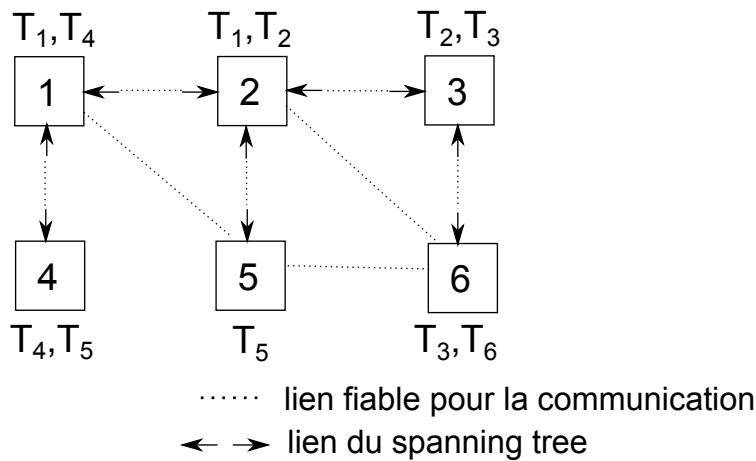 T₁,T₄ T₁,T₂ T₂,T₃
1 2 3
4 5 6
T₄,T₅ T₅ T₃,T₆
lien fiable pour la communication
lien du spanning tree